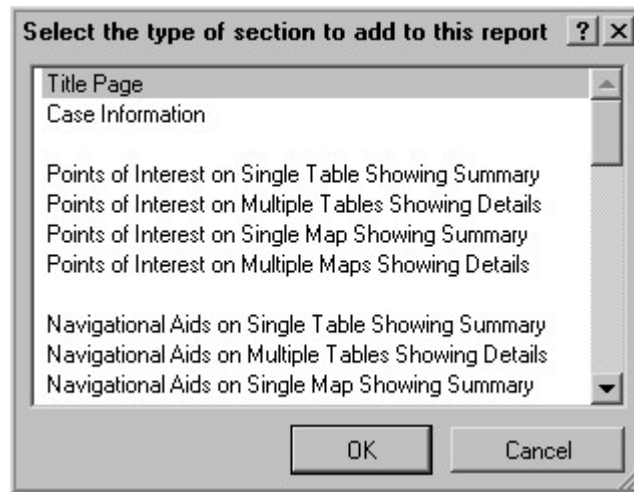 Select the type of section to add to this report ? ×
Title Page
Case Information
Points of Interest on Single Table Showing Summary
Points of Interest on Multiple Tables Showing Details
Points of Interest on Single Map Showing Summary
Points of Interest on Multiple Maps Showing Details
Navigational Aids on Single Table Showing Summary
Navigational Aids on Multiple Tables Showing Details
Navigational Aids on Single Map Showing Summary
OK Cancel